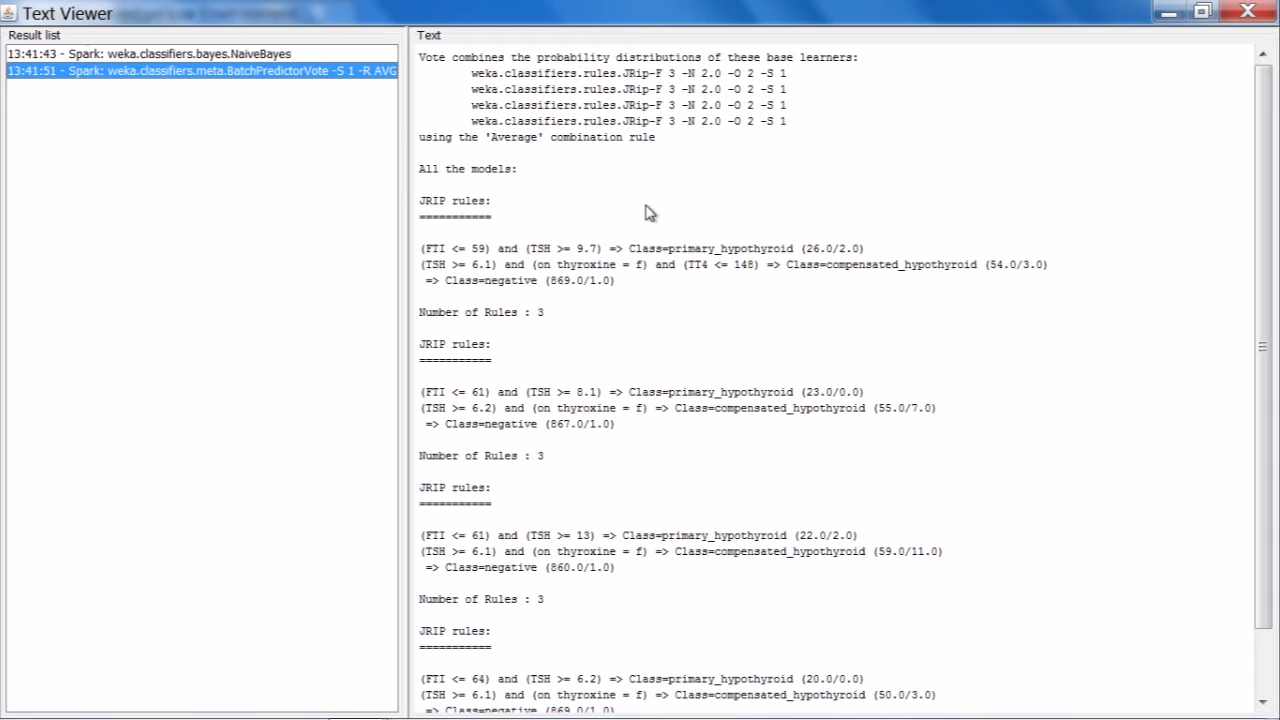 Text Viewer
Result list
13:41:43 - Spark: weka.classifiers.bayes.NaiveBayes
13:41:51 - Spark: weka.classifiers.meta.BatchPredictorVote -S 1 -R AVG
Text
Vote combines the probability distributions of these base learners:
weka.classifiers.rules.JRip-F 3 -N 2.0 -O 2 -S 1
weka.classifiers.rules.JRip-F 3 -N 2.0 -O 2 -S 1
weka.classifiers.rules.JRip-F 3 -N 2.0 -O 2 -S 1
weka.classifiers.rules.JRip-F 3 -N 2.0 -O 2 -S 1
using the 'Average' combination rule
All the models:
JRIP rules:
===========
(FTI <= 59) and (TSH >= 9.7) => Class=primary_hypothyroid (26.0/2.0)
(TSH >= 6.1) and (on thyroxine = f) and (TT4 <= 148) => Class=compensated_hypothyroid (54.0/3.0)
=> Class=negative (869.0/1.0)
Number of Rules : 3
JRIP rules:
===========
(FTI <= 61) and (TSH >= 8.1) => Class=primary_hypothyroid (23.0/0.0)
(TSH >= 6.2) and (on thyroxine = f) => Class=compensated_hypothyroid (55.0/7.0)
=> Class=negative (867.0/1.0)
Number of Rules : 3
JRIP rules:
===========
(FTI <= 61) and (TSH >= 13) => Class=primary_hypothyroid (22.0/2.0)
(TSH >= 6.1) and (on thyroxine = f) => Class=compensated_hypothyroid (59.0/11.0)
=> Class=negative (860.0/1.0)
Number of Rules : 3
JRIP rules:
===========
(FTI <= 64) and (TSH >= 6.2) => Class=primary_hypothyroid (20.0/0.0)
(TSH >= 6.1) and (on thyroxine = f) => Class=compensated_hypothyroid (50.0/3.0)
=> Class=negative (869.0/1.0)